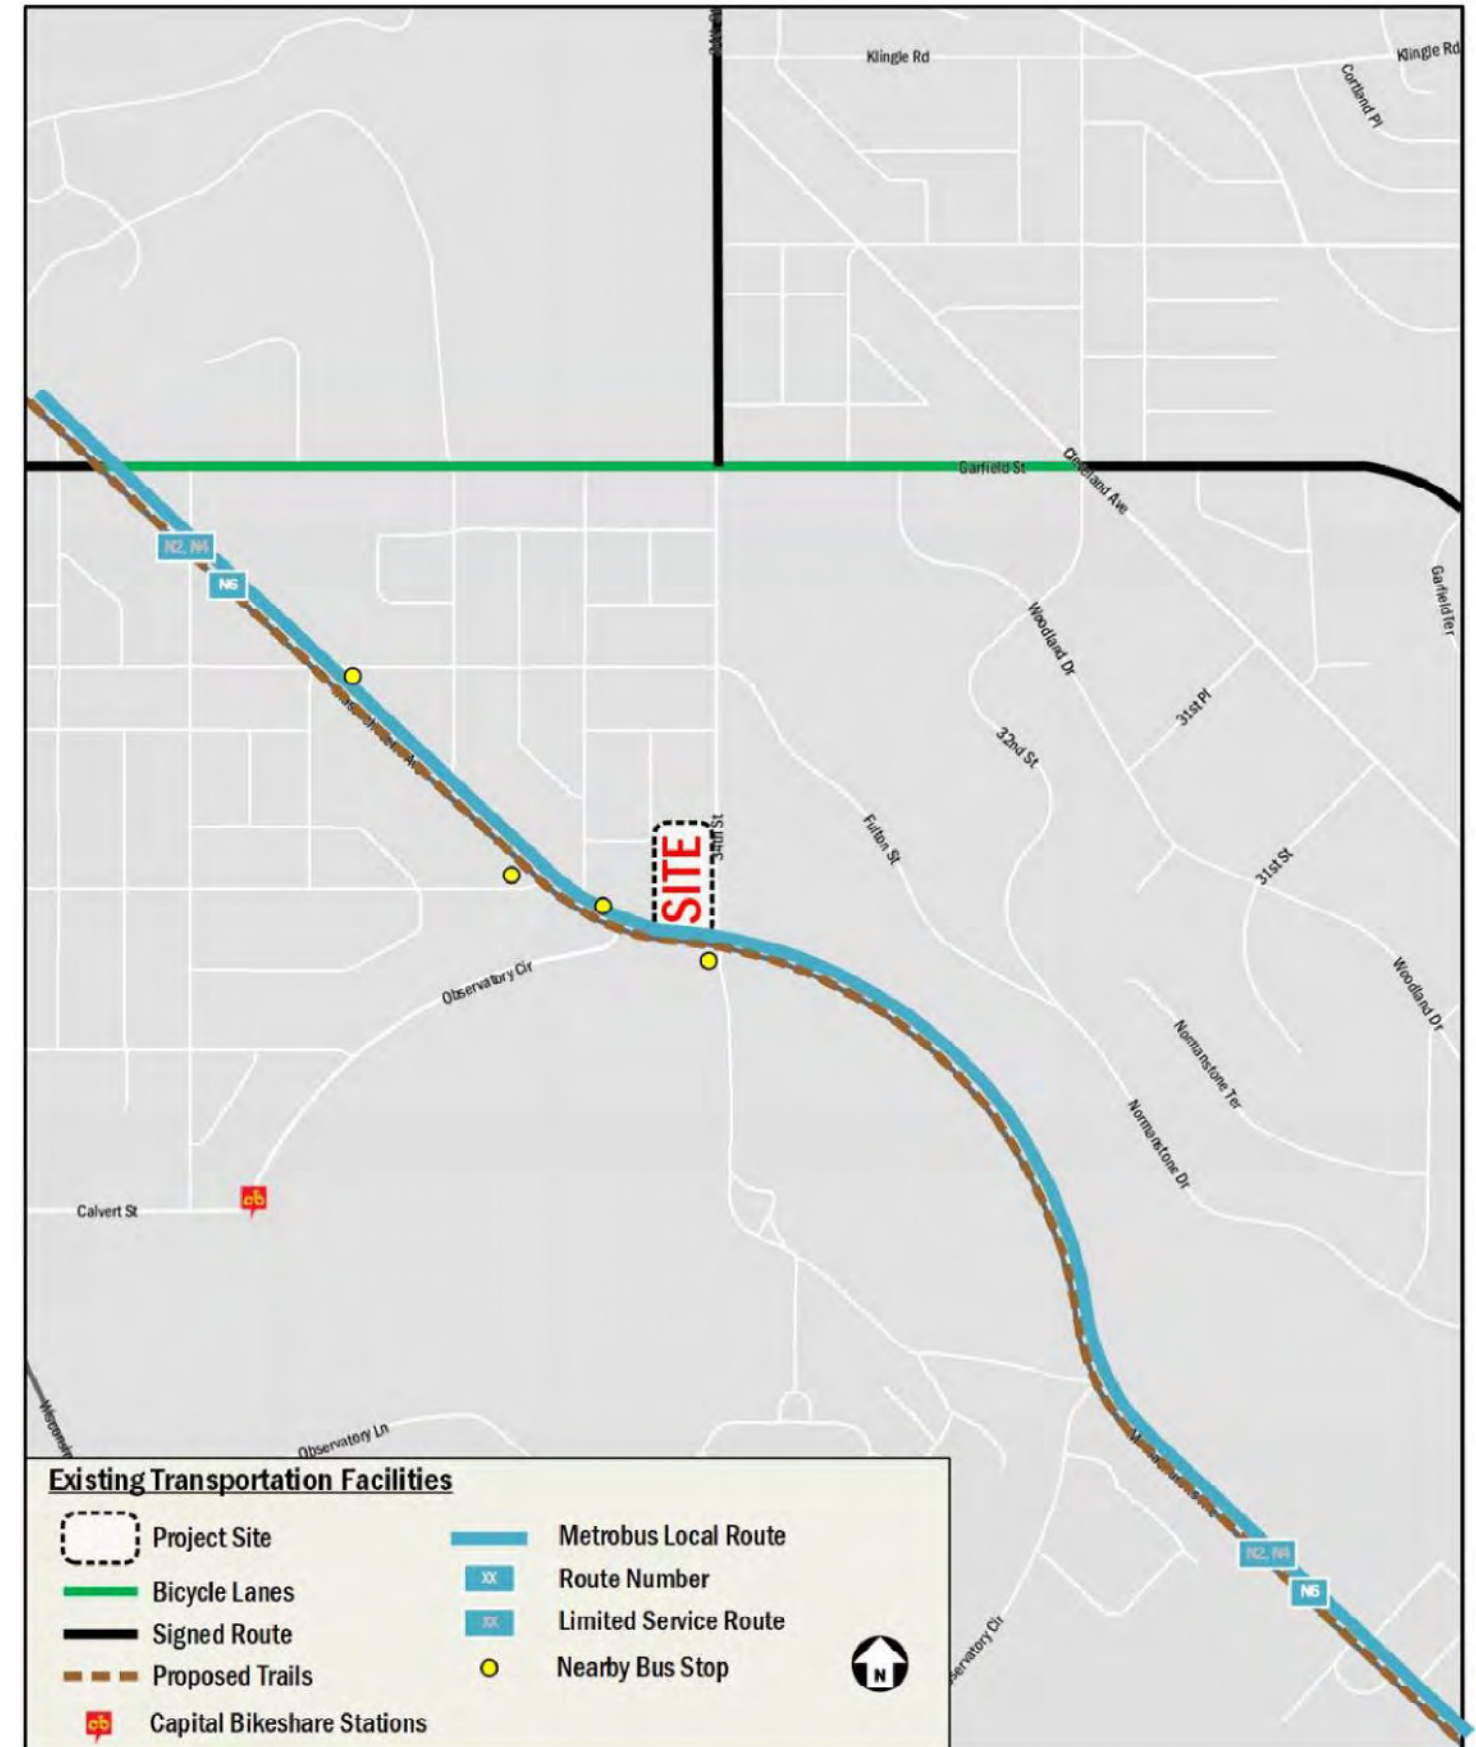 Klingle Rd
Klingle Rd
Cortland Pl
Garfield St
Cleveland Ave
N2, N4
N6
Garfield Ter
Woodland Dr
31st Pl
32nd St
34th St
Fulton St
SITE
31st St
Observatory Cir
Woodland Dr
Normanstone Ter
Normanstone Dr
cb
Calvert St
Observatory Ln
N2, N4
N6
Existing Transportation Facilities
Project Site
Metrobus Local Route
XX
Route Number
Bicycle Lanes
XX
Limited Service Route
Signed Route
Nearby Bus Stop
Proposed Trails
N
cb
Capital Bikeshare Stations